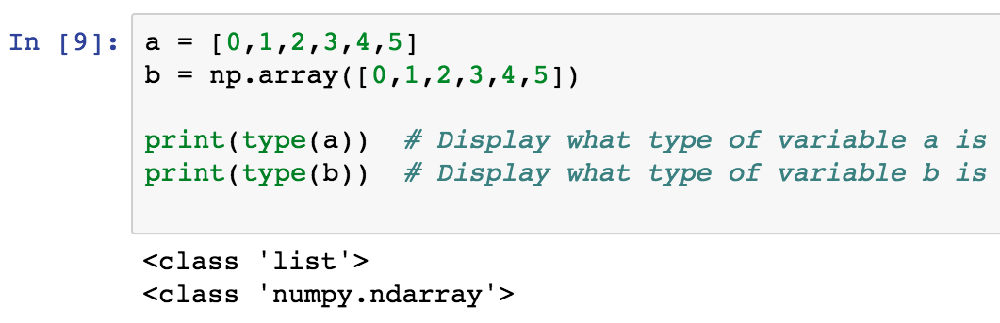 In [9]:
a = [0,1,2,3,4,5]
b = np.array([0,1,2,3,4,5])
print(type(a))  # Display what type of variable a is
print(type(b))  # Display what type of variable b is
<class 'list'>
<class 'numpy.ndarray'>